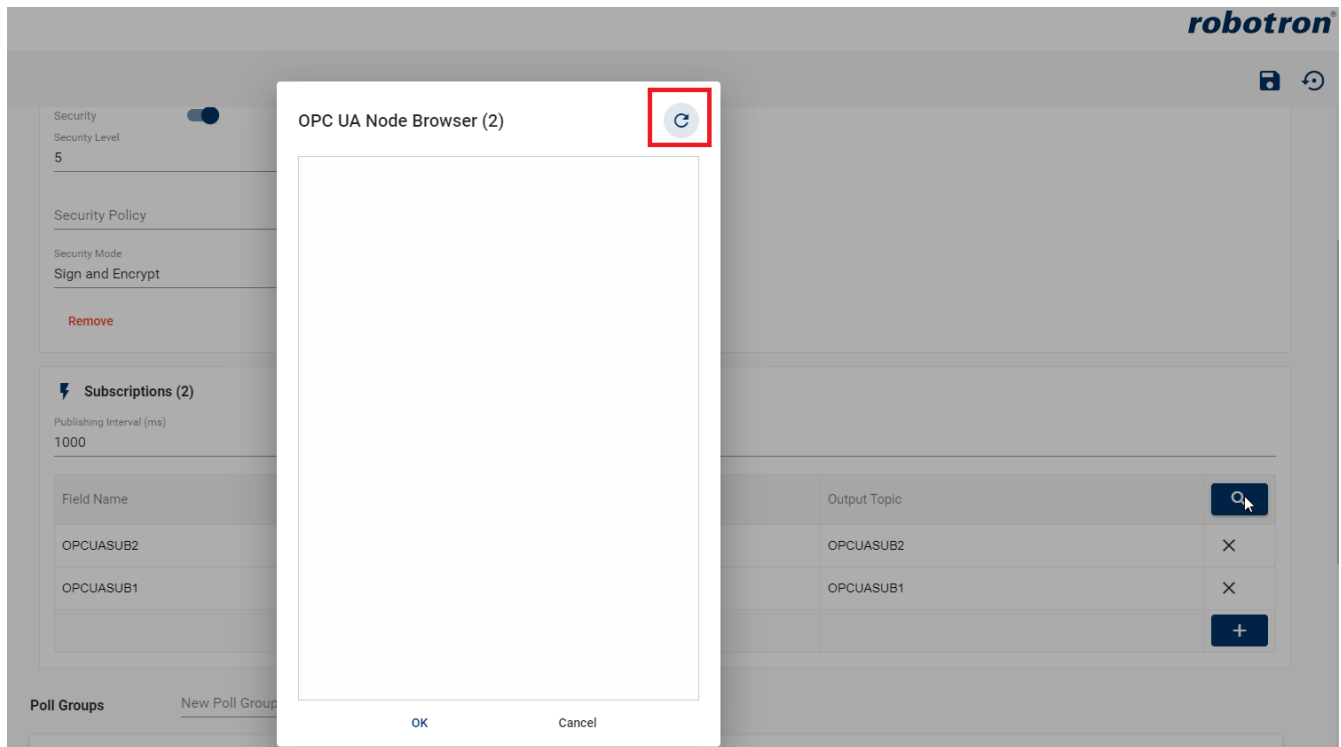 robotron®
Security
Security Level
5
Security Policy
Security Mode
Sign and Encrypt
Remove
OPC UA Node Browser (2)
OK
Cancel
Subscriptions (2)
Publishing Interval (ms)
1000
Field Name
Output Topic
OPCUASUB2
OPCUASUB2
OPCUASUB1
OPCUASUB1
Poll Groups
New Poll Group